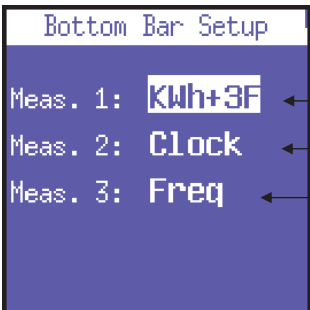 Bottom Bar Setup
Meas. 1: KWh+3F
Meas. 2: Clock
Meas. 3: Freq